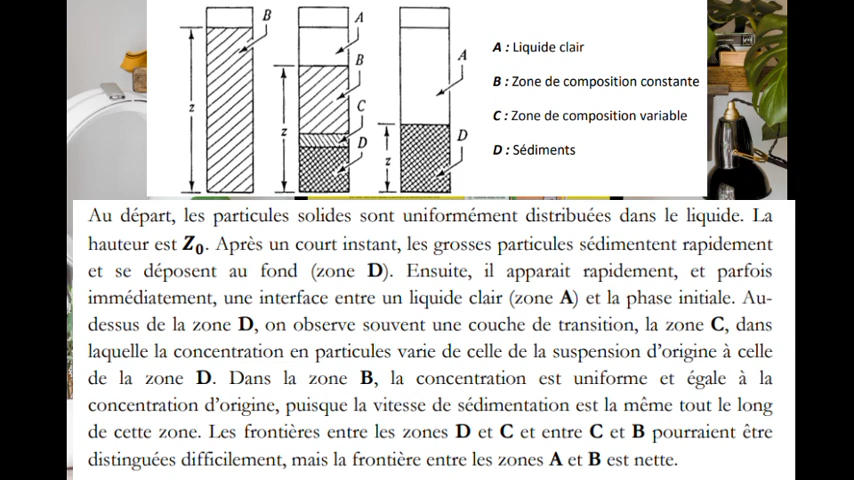 B
A
A
B
C
D
D
z
z
z
A : Liquide clair
B : Zone de composition constante
C : Zone de composition variable
D : Sédiments
Au départ, les particules solides sont uniformément distribuées dans le liquide. La
hauteur est Z0. Après un court instant, les grosses particules sédimentent rapidement
et se déposent au fond (zone D). Ensuite, il apparait rapidement, et parfois
immédiatement, une interface entre un liquide clair (zone A) et la phase initiale. Au-
dessus de la zone D, on observe souvent une couche de transition, la zone C, dans
laquelle la concentration en particules varie de celle de la suspension d'origine à celle
de la zone D. Dans la zone B, la concentration est uniforme et égale à la
concentration d'origine, puisque la vitesse de sédimentation est la même tout le long
de cette zone. Les frontières entre les zones D et C et entre C et B pourraient être
distinguées difficilement, mais la frontière entre les zones A et B est nette.